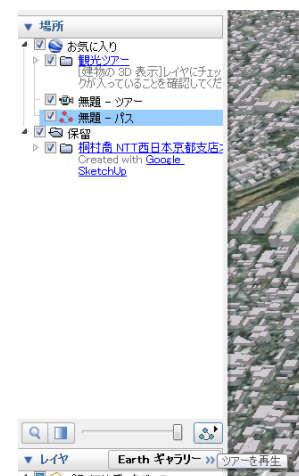 場所
お気に入り
観光ツアー
[建物の 3D 表示]レイヤにチェッ
クが入っていることを確認してくだ
無題 - ツアー
無題 - パス
保留
桐村喬 NTT西日本京都支店
Created with Google
SketchUp
レイヤ
Earth ギャラリー >>
ツアーを再生